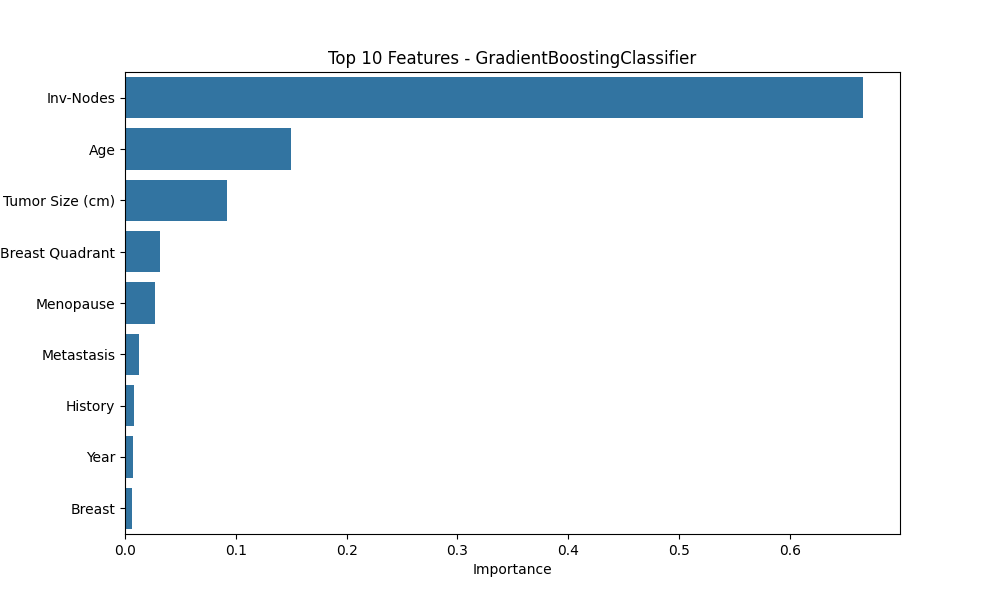 Top 10 Features - GradientBoostingClassifier
Inv-Nodes
Age
Tumor Size (cm)
Breast Quadrant
Menopause
Metastasis
History
Year
Breast
0.0 0.1 0.2 0.3 0.4 0.5 0.6
Importance